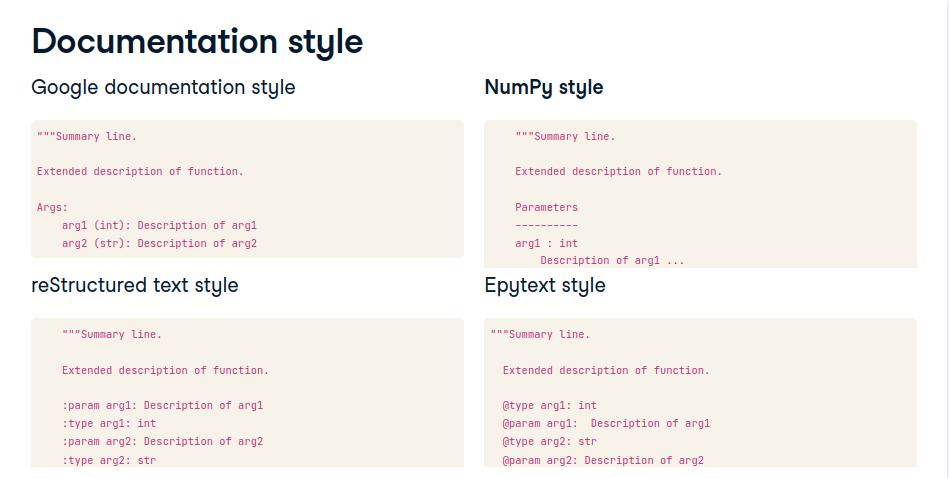 Documentation style
Google documentation style
"""Summary line.
Extended description of function.
Args:
arg1 (int): Description of arg1
arg2 (str): Description of arg2
NumPy style
"""Summary line.
Extended description of function.
Parameters
----------
arg1 : int
Description of arg1 ...
reStructured text style
"""Summary line.
Extended description of function.
:param arg1: Description of arg1
:type arg1: int
:param arg2: Description of arg2
:type arg2: str
Epytext style
"""Summary line.
Extended description of function.
@type arg1: int
@param arg1:  Description of arg1
@type arg2: str
@param arg2: Description of arg2